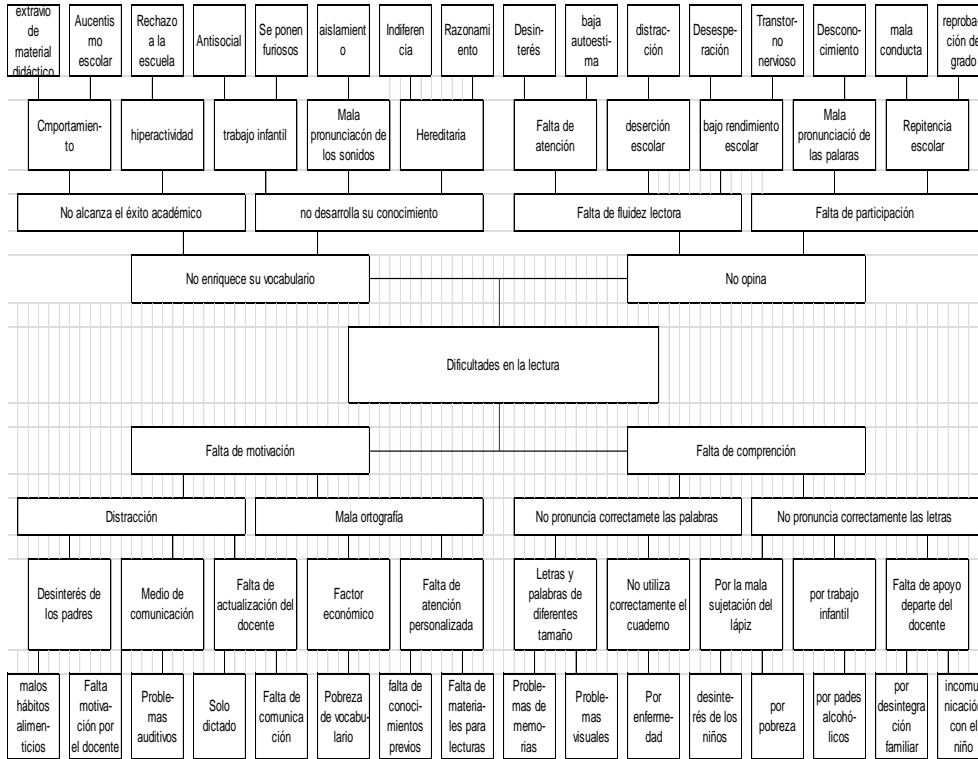 extravio
de
material
didáctico
Aucentis
mo
escolar
Rechazo
a la
escuela
Antisocial
Se ponen
furiosos
aislamient
o
Indiferen
cia
Razonami
ento
Desin-
terés
baja
autoesti-
ma
distrac-
ción
Desespe-
ración
Transtor-
no
nervioso
Descono-
cimiento
mala
conducta
reproba-
ción de
grado
Cmportamien-
to
hiperactividad
trabajo infantil
Mala
pronunciacón de
los sonidos
Hereditaria
Falta de
atención
deserción
escolar
bajo rendimiento
escolar
Mala
pronunciació de
las palaras
Repitencia
escolar
No alcanza el éxito académico
no desarrolla su conocimiento
Falta de fluidez lectora
Falta de participación
No enriquece su vocabulario
No opina
Dificultades en la lectura
Falta de motivación
Falta de comprención
Distracción
Mala ortografía
No pronuncia correctamete las palabras
No pronuncia correctamente las letras
Desinterés de
los padres
Medio de
comunicación
Falta de
actualización del
docente
Factor
económico
Falta de
atención
personalizada
Letras y
palabras de
diferentes
tamaño
No utiliza
correctamente el
cuaderno
Por la mala
sujetación del
lápiz
por trabajo
infantil
Falta de apoyo
departe del
docente
malos
hábitos
alimen-
ticios
Falta
motiva-
ción por
el docente
Proble-
mas
auditivos
Solo
dictado
Falta de
comunica
ción
Pobreza
de vocabu-
lario
falta de
conoci-
mientos
previos
Falta de
materia-
les para
lecturas
Proble-
mas de
memo-
rias
Proble-
mas
visuales
Por
enferme-
dad
desinte-
rés de los
niños
por
pobreza
por pades
alcohó-
licos
por
desintegra
ción
familiar
incomu
nicación
con el
niño